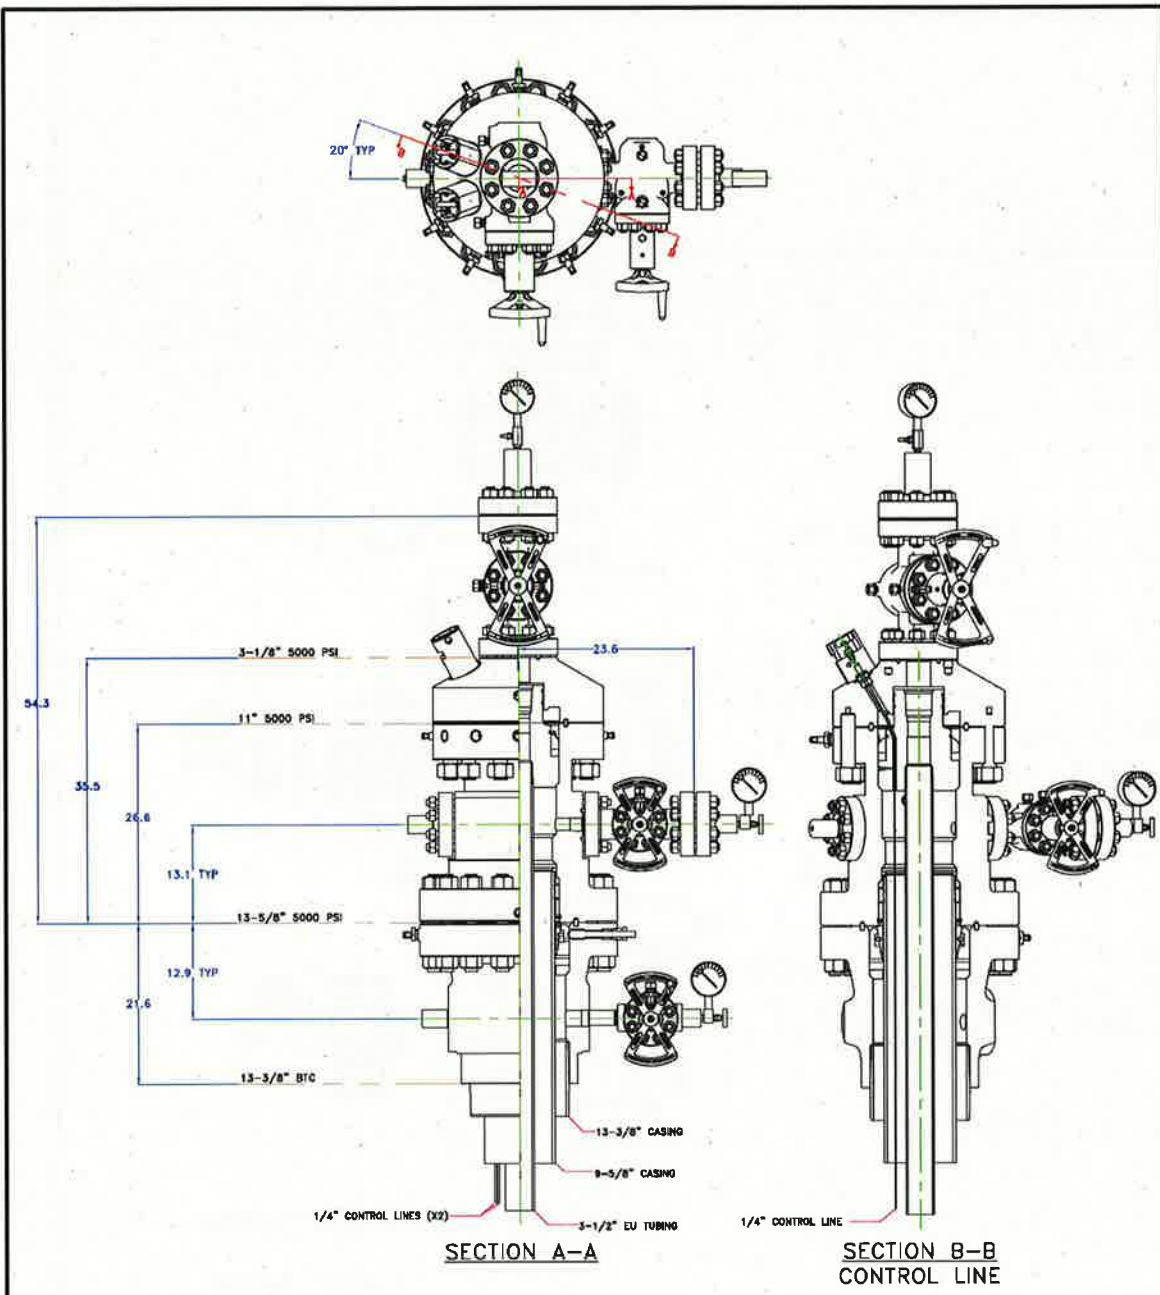 20° TYP
B
A
A
B
3-1/8" 5000 PSI
23.6
54.3
11" 5000 PSI
35.5
26.6
13.1 TYP
13-5/8" 5000 PSI
12.9 TYP
21.6
13-3/8" BTC
13-3/8" CASING
9-5/8" CASING
1/4" CONTROL LINES (X2)
3-1/2" EU TUBING
1/4" CONTROL LINE
SECTION A-A
SECTION B-B
CONTROL LINE